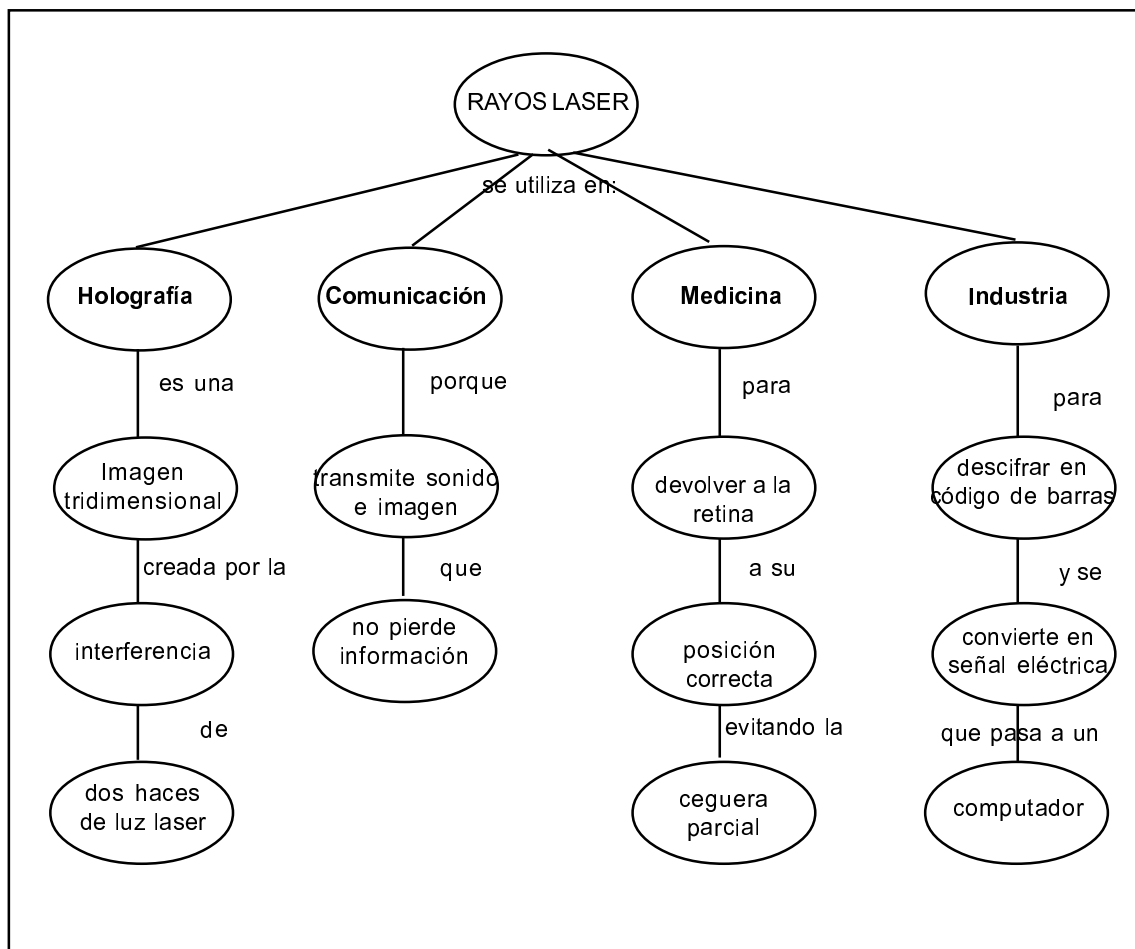 RAYOS LASER
se utiliza en:
Holografía
Comunicación
Medicina
Industria
es una
porque
para
para
Imagen
tridimensional
transmite sonido
e imagen
devolver a la
retina
descifrar en
código de barras
creada por la
que
a su
y se
interferencia
no pierde
información
posición
correcta
convierte en
señal eléctrica
de
evitando la
que pasa a un
dos haces
de luz laser
ceguera
parcial
computador